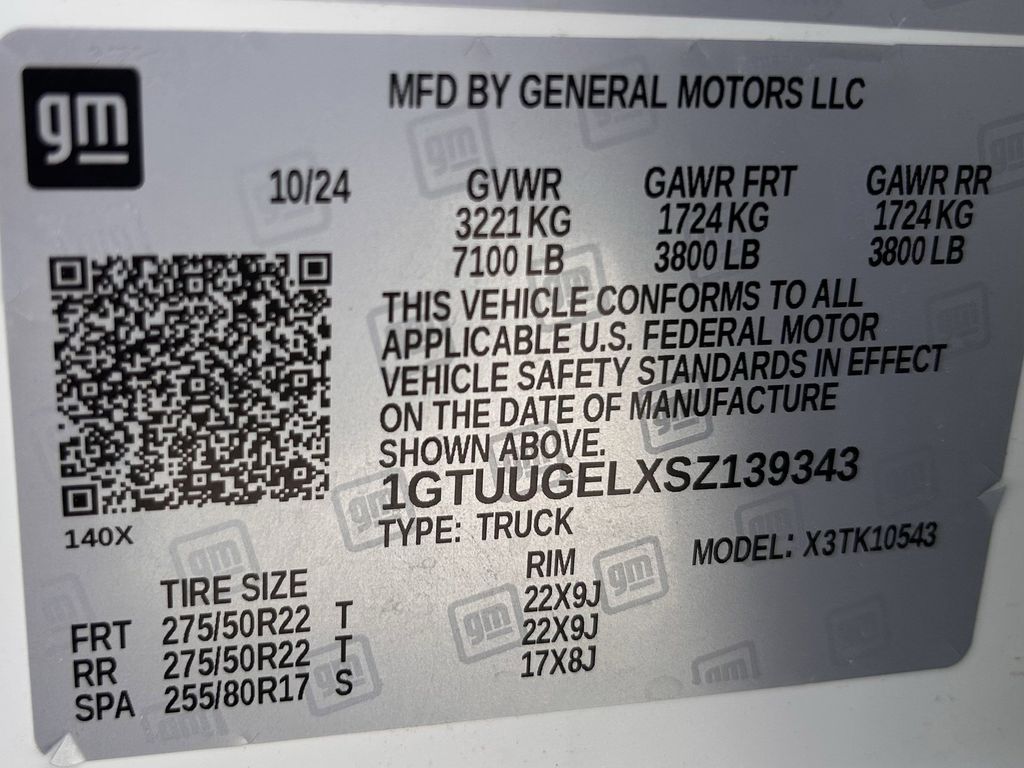 gm
MFD BY GENERAL MOTORS LLC
10/24 GVWR GAWR FRT GAWR RR
3221 KG 1724 KG 1724 KG
7100 LB 3800 LB 3800 LB
THIS VEHICLE CONFORMS TO ALL
APPLICABLE U.S. FEDERAL MOTOR
VEHICLE SAFETY STANDARDS IN EFFECT
ON THE DATE OF MANUFACTURE
SHOWN ABOVE.
1GTUUGELXSZ139343
140X
TYPE: TRUCK MODEL: X3TK10543
TIRE SIZE RIM
FRT 275/50R22 T 22X9J
RR 275/50R22 T 22X9J
SPA 255/80R17 S 17X8J